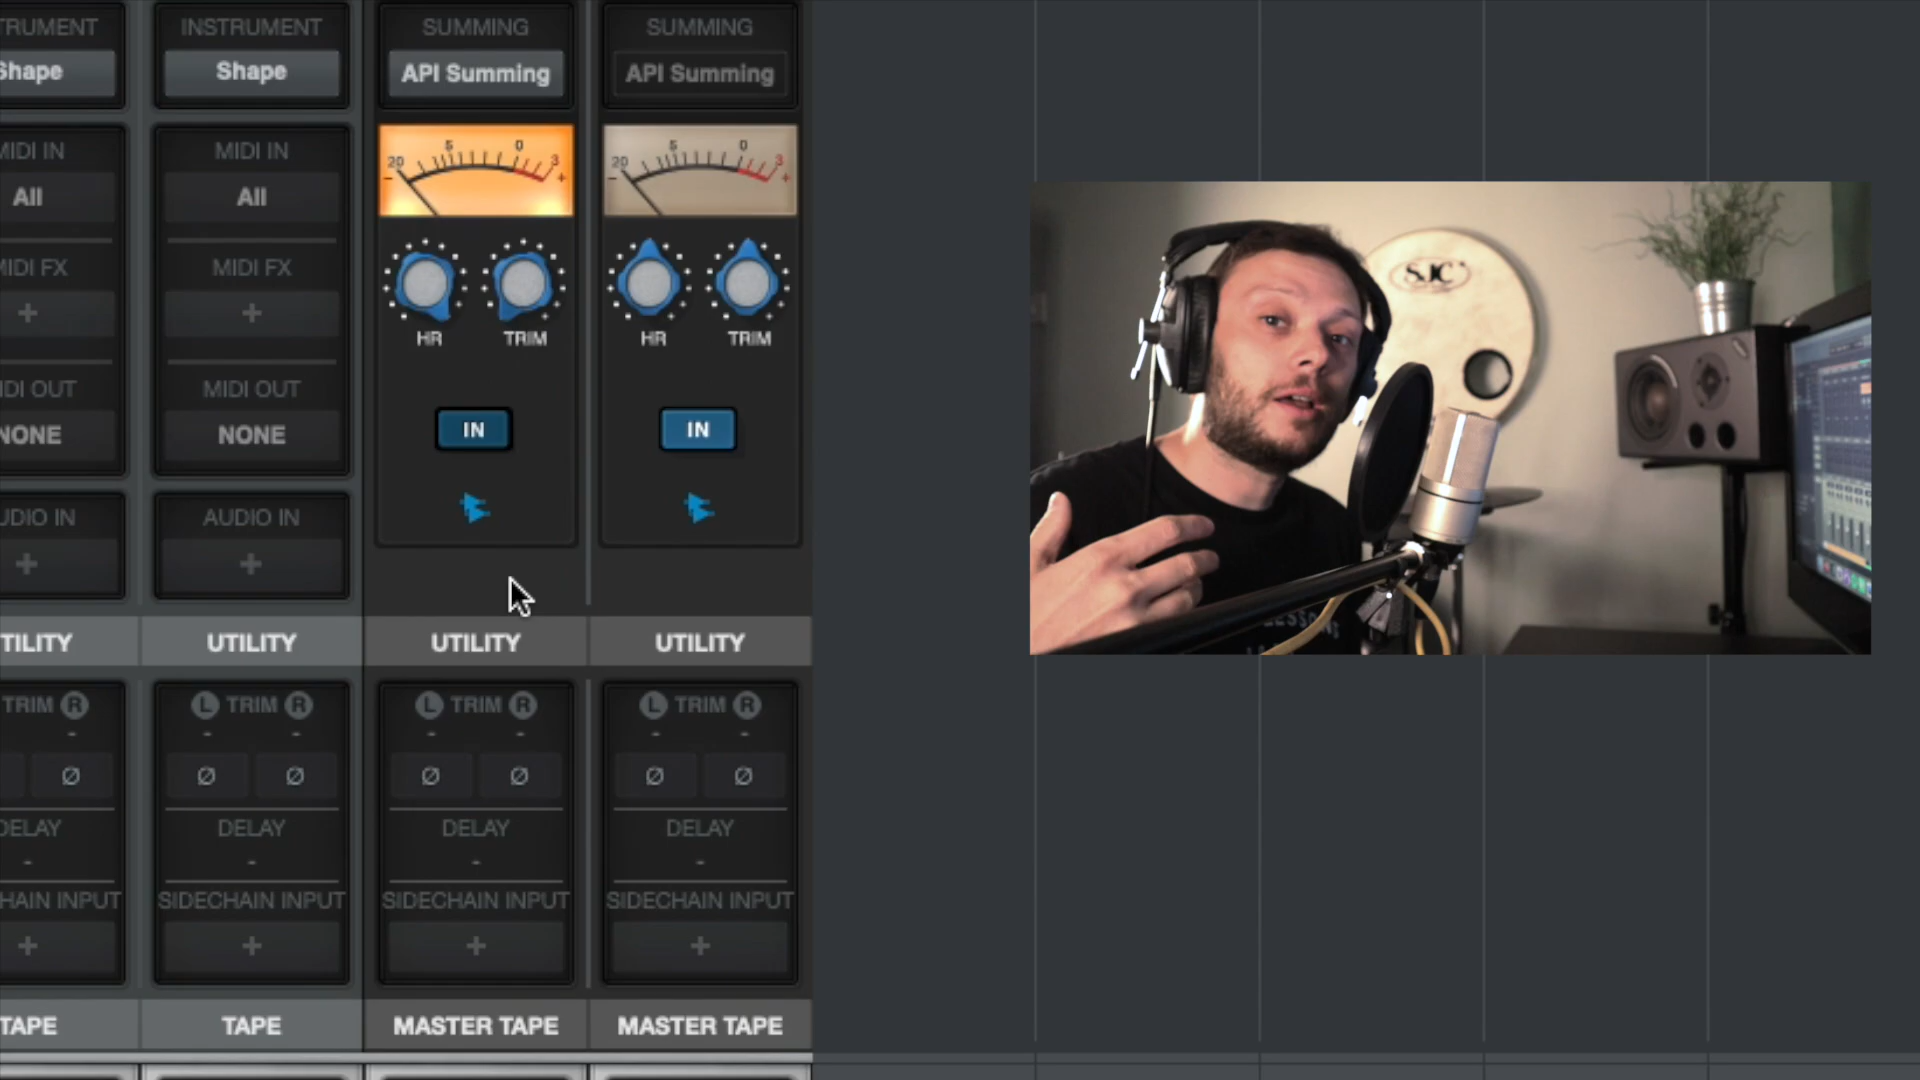 TRUMENT
INSTRUMENT
SUMMING
SUMMING
Shape
Shape
API Summing
API Summing
MIDI IN
MIDI IN
All
All
20 5 0 3
- +
20 5 0 3
- +
MIDI FX
MIDI FX
+
+
HR TRIM
HR TRIM
IDI OUT
MIDI OUT
NONE
NONE
IN
IN
UDIO IN
AUDIO IN
+
+
TILITY
UTILITY
UTILITY
UTILITY
TRIM R
L TRIM R
L TRIM R
L TRIM R
-
- -
- -
- -
Ø
Ø Ø
Ø Ø
Ø Ø
DELAY
DELAY
DELAY
DELAY
-
-
-
-
HAIN INPUT
SIDECHAIN INPUT
SIDECHAIN INPUT
SIDECHAIN INPUT
+
+
+
+
TAPE
TAPE
MASTER TAPE
MASTER TAPE
SJC